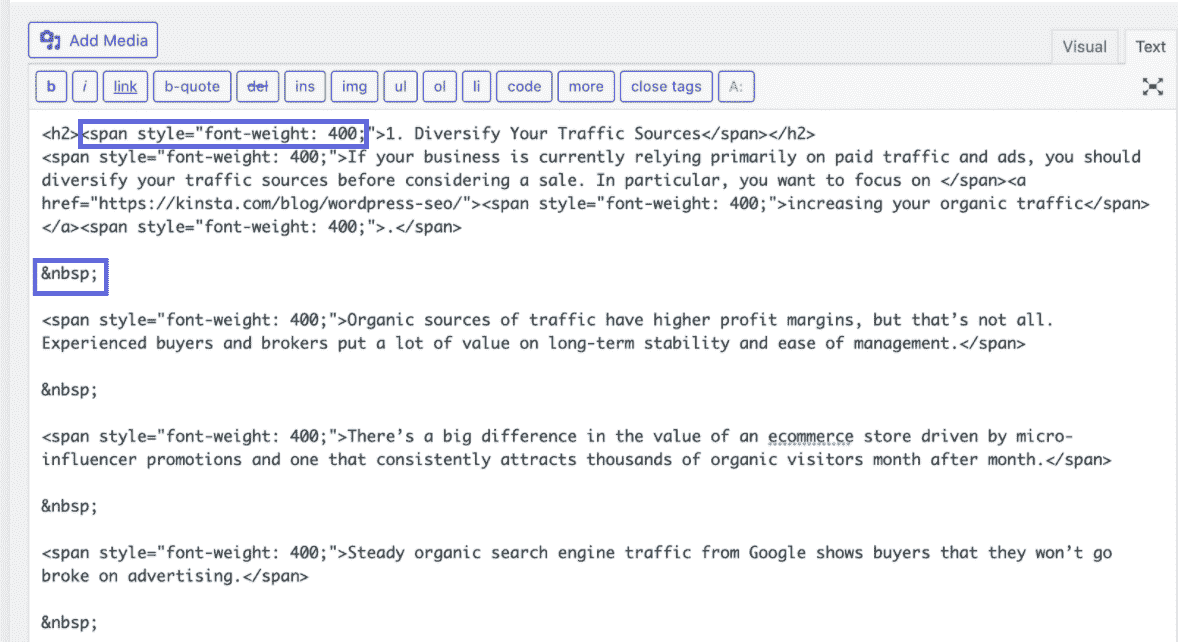 Add Media
Visual Text
b i link b-quote del ins img ul ol li code more close tags A:
<h2><span style="font-weight: 400;">1. Diversify Your Traffic Sources</span></h2>
<span style="font-weight: 400;">If your business is currently relying primarily on paid traffic and ads, you should
diversify your traffic sources before considering a sale. In particular, you want to focus on </span><a
href="https://kinsta.com/blog/wordpress-seo/"><span style="font-weight: 400;">increasing your organic traffic</span>
</a><span style="font-weight: 400;">.</span>
&nbsp;
<span style="font-weight: 400;">Organic sources of traffic have higher profit margins, but that’s not all.
Experienced buyers and brokers put a lot of value on long-term stability and ease of management.</span>
&nbsp;
<span style="font-weight: 400;">There’s a big difference in the value of an ecommerce store driven by micro-
influencer promotions and one that consistently attracts thousands of organic visitors month after month.</span>
&nbsp;
<span style="font-weight: 400;">Steady organic search engine traffic from Google shows buyers that they won’t go
broke on advertising.</span>
&nbsp;